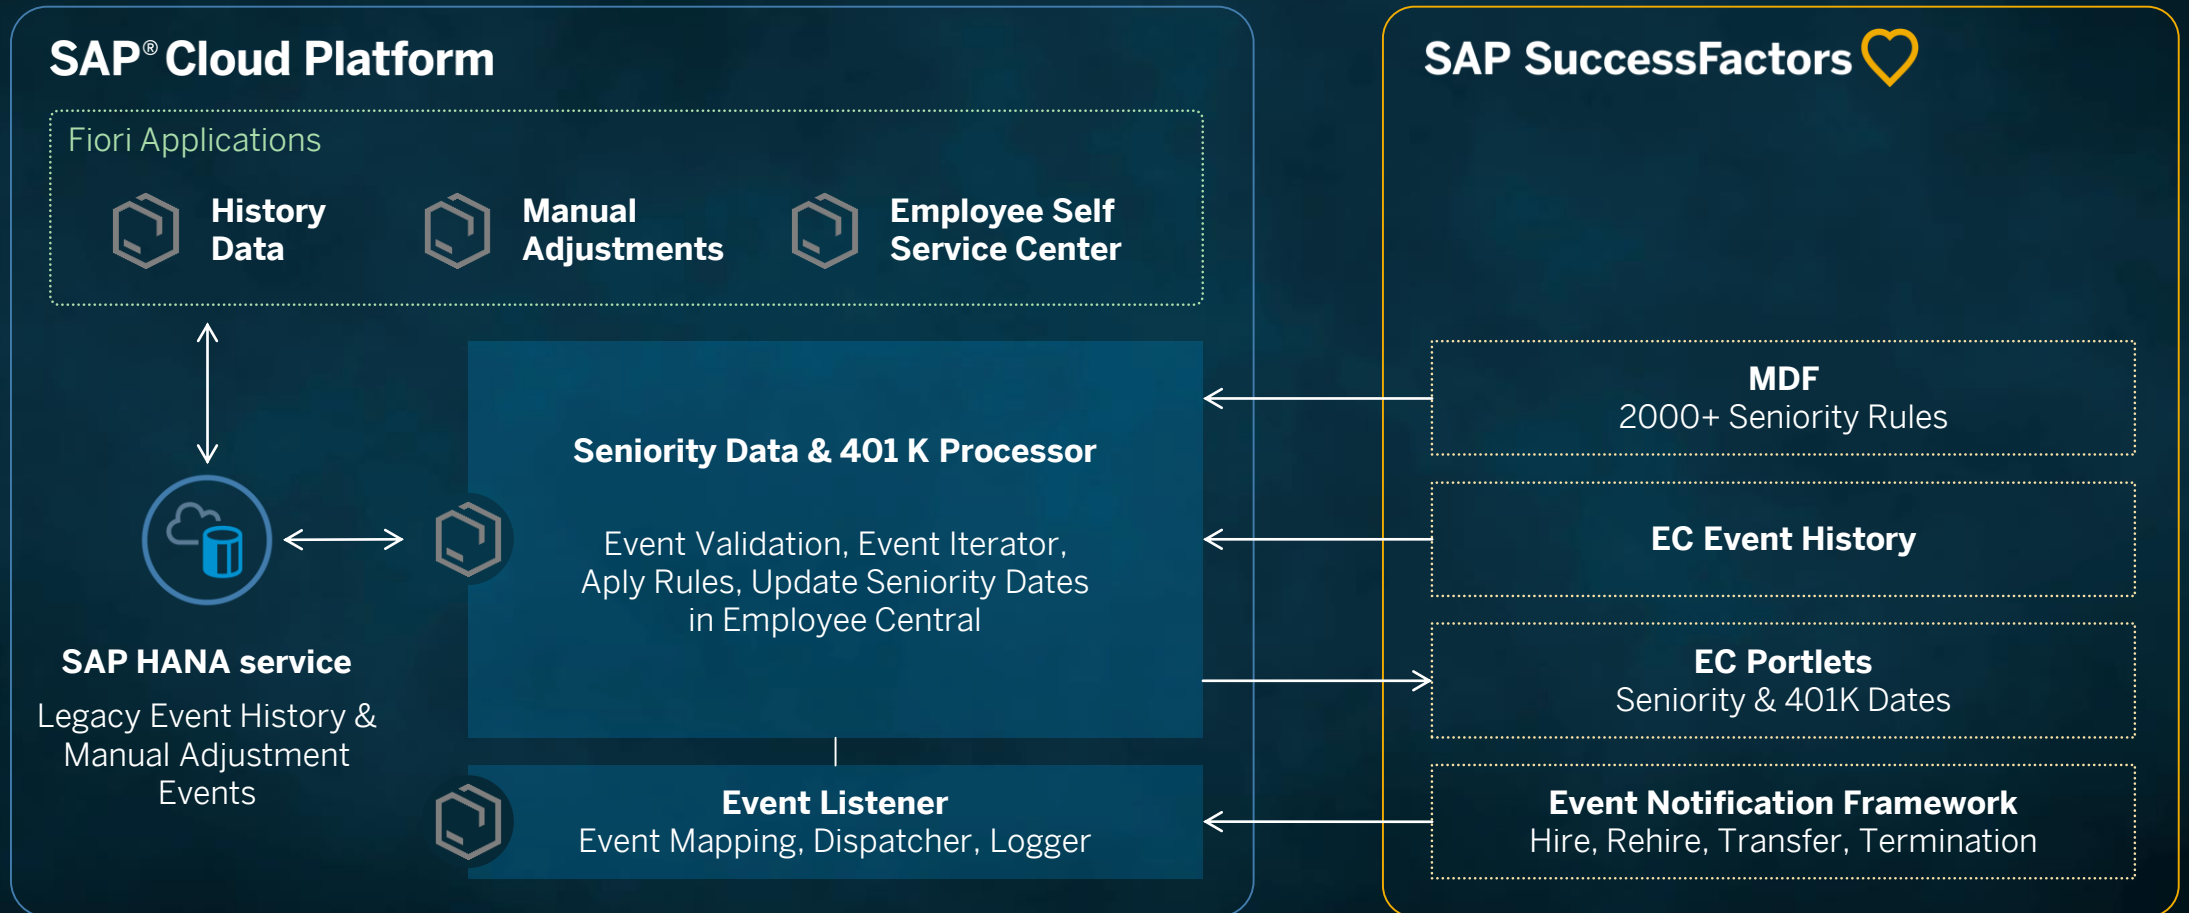 SAP® Cloud Platform
Fiori Applications
History
Data
Manual
Adjustments
Employee Self
Service Center
SAP HANA service
Legacy Event History &
Manual Adjustment
Events
Seniority Data & 401 K Processor
Event Validation, Event Iterator,
Aply Rules, Update Seniority Dates
in Employee Central
Event Listener
Event Mapping, Dispatcher, Logger
SAP SuccessFactors
MDF
2000+ Seniority Rules
EC Event History
EC Portlets
Seniority & 401K Dates
Event Notification Framework
Hire, Rehire, Transfer, Termination